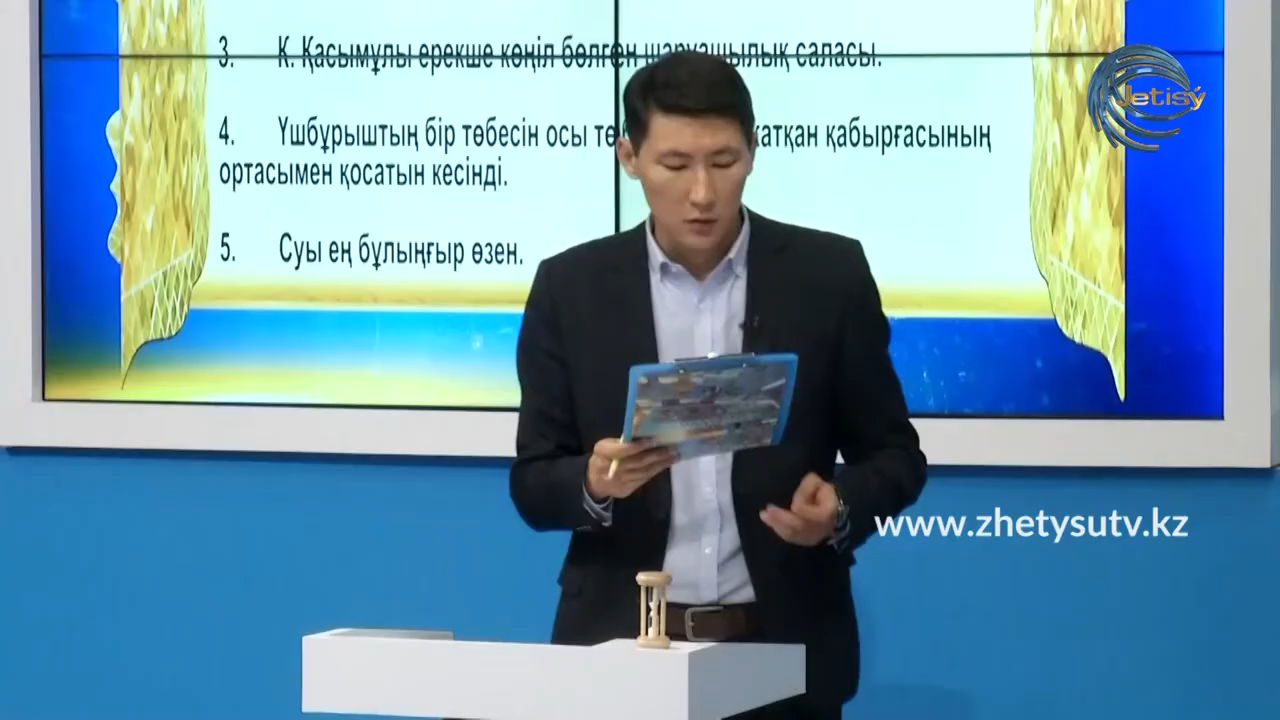 3. К. Қасымұлы ерекше көңіл бөлген шаруашылық саласы.
Jetisý
4. Үшбұрыштың бір төбесін осы жатқан қабырғасының
ортасымен қосатын кесінді.
5. Суы ең бұлыңғыр өзен.
www.zhetysutv.kz